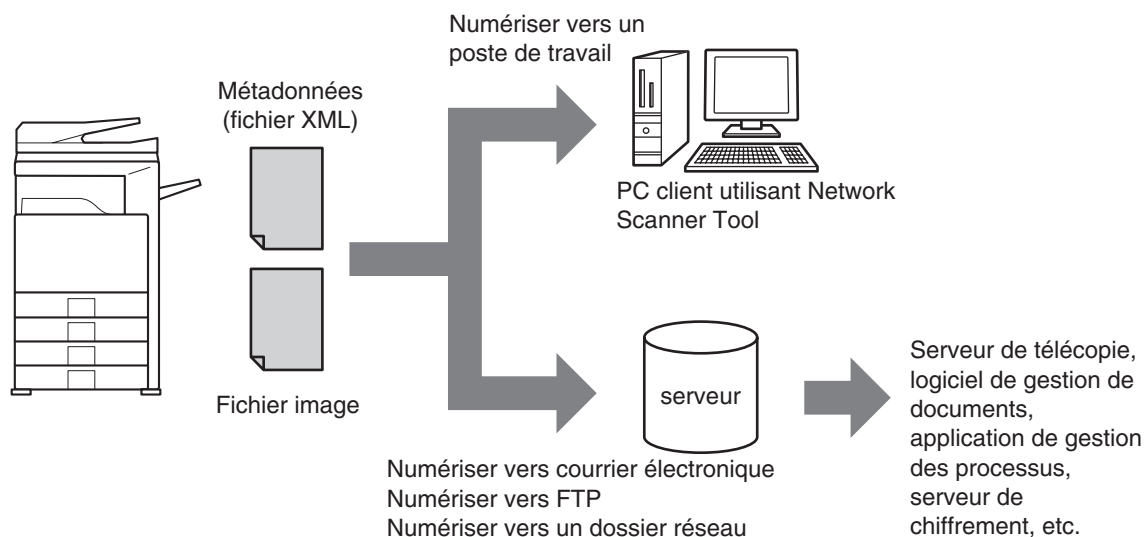 Numériser vers un
poste de travail
Métadonnées
(fichier XML)
PC client utilisant Network
Scanner Tool
Fichier image
serveur
Numériser vers courrier électronique
Numériser vers FTP
Numériser vers un dossier réseau
Serveur de télécopie,
logiciel de gestion de
documents,
application de gestion
des processus,
serveur de
chiffrement, etc.